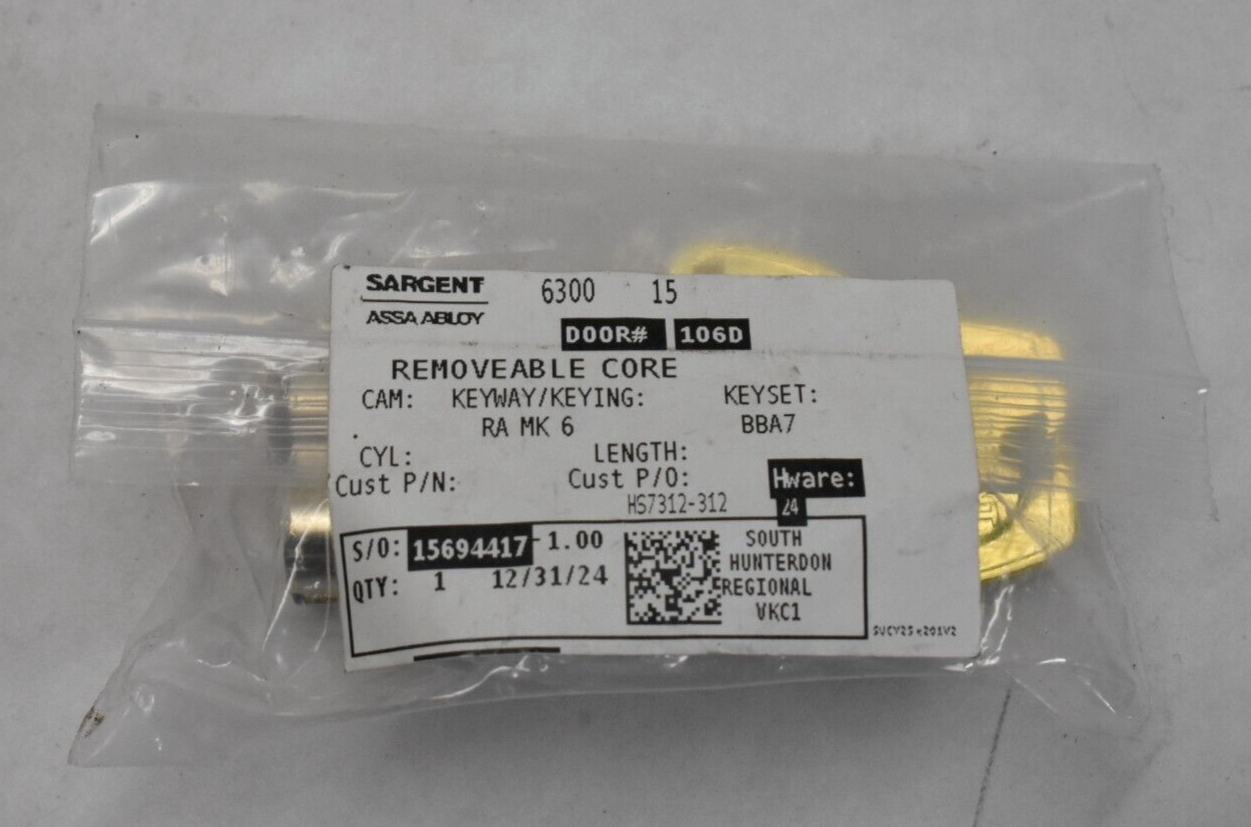 SARGENT 6300 15
ASSA ABLOY
DOOR# 106D
REMOVEABLE CORE
CAM: KEYWAY/KEYING: KEYSET:
RA MK 6 BBA7
CYL: LENGTH:
Cust P/N: Cust P/O: Hware:
HS7312-312 24
S/O: 15694417-1.00 SOUTH
HUNTERDON
QTY: 1 12/31/24 REGIONAL
VKC1